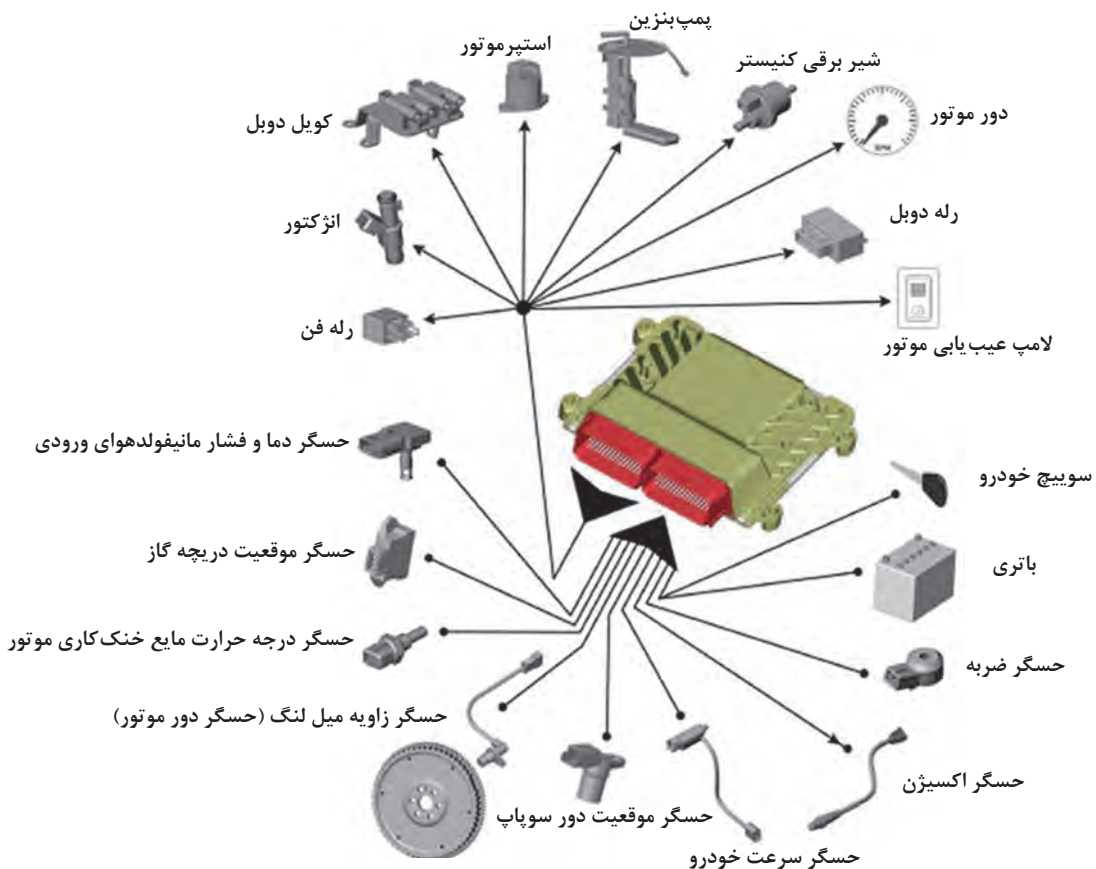 پمپ‌بنزین
استپرموتور
شیر برقی کنیستر
کویل دوبل
دور موتور
RPM
انژکتور
رله دوبل
رله فن
لامپ عیب‌یابی موتور
حسگر دما و فشار مانیفولدهوای ورودی
سوییچ خودرو
حسگر موقعیت دریچه گاز
باتری
حسگر درجه حرارت مایع خنک‌کاری موتور
حسگر ضربه
حسگر زاویه میل لنگ (حسگر دور موتور)
حسگر اکسیژن
حسگر موقعیت دور سوپاپ
حسگر سرعت خودرو